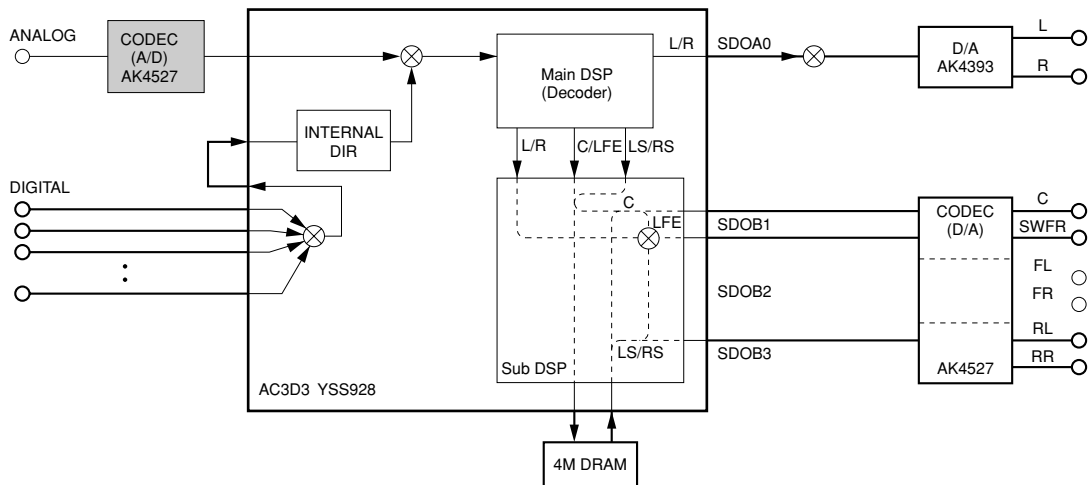 ANALOG
CODEC
(A/D)
AK4527
Main DSP
(Decoder)
L/R
SDOA0
D/A
AK4393
L
R
INTERNAL
DIR
L/R
C/LFE
LS/RS
DIGITAL
C
LFE
SDOB1
CODEC
(D/A)
C
SWFR
SDOB2
FL
FR
LS/RS
SDOB3
RL
RR
AK4527
Sub DSP
AC3D3 YSS928
4M DRAM